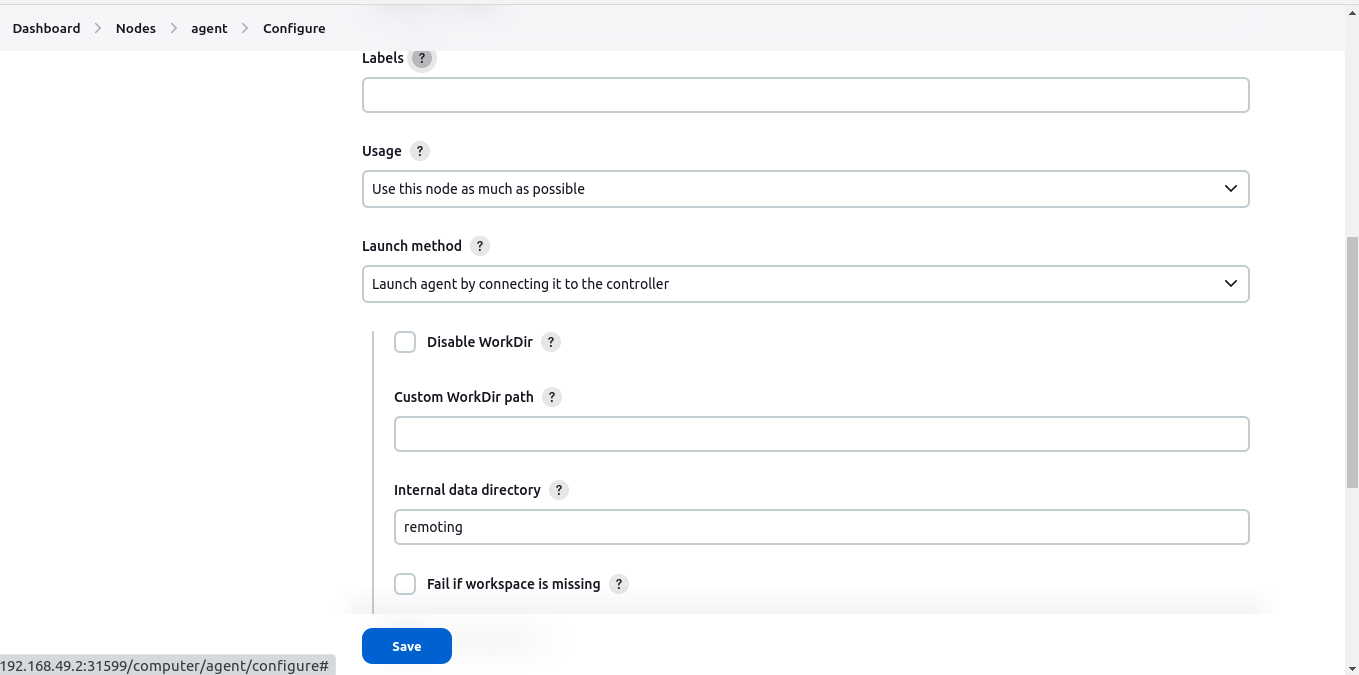 Dashboard > Nodes > agent > Configure
Labels ?
Usage ?
Use this node as much as possible
Launch method ?
Launch agent by connecting it to the controller
Disable WorkDir ?
Custom WorkDir path ?
Internal data directory ?
remoting
Fail if workspace is missing ?
Save
192.168.49.2:31599/computer/agent/configure#